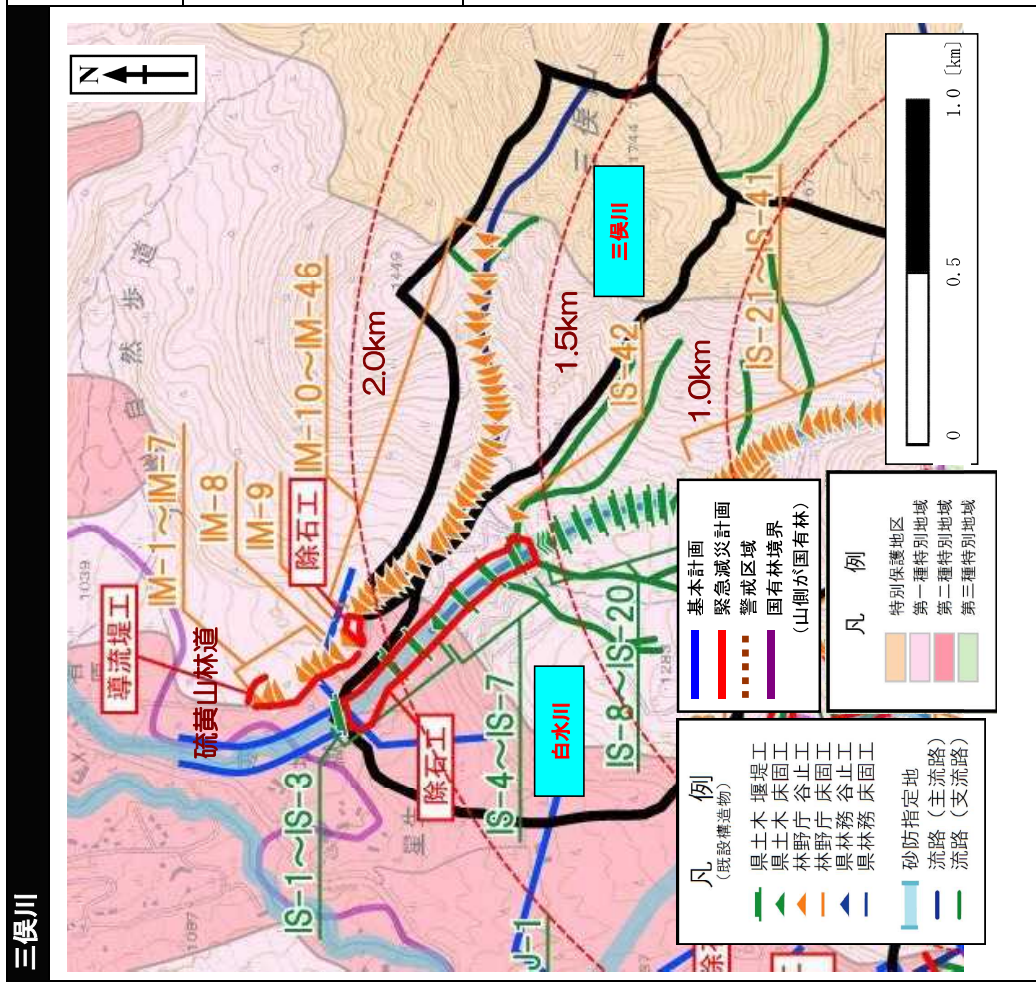 三俣川
N
自然歩道
1039
1449
三俣山
1744
2.0km
1.5km
1.0km
三俣川
白水川
導流堤工
硫黄山林道
IM-1〜IM-7
IM-8
IM-9
除石工
IM-10〜IM-46
IS-42
IS-21〜IS-41
IS-1〜IS-3
除石工
IS-4〜IS-7
IS-8〜IS-20
1283
1087
J-1
0
0.5
1.0 [km]
基本計画
緊急減災計画
警戒区域
国有林境界
(山側が国有林)
凡 例
特別保護地区
第一種特別地域
第二種特別地域
第三種特別地域
凡 例
(既設構造物)
県土木 堰堤工
県土木 床固工
林野庁 谷止工
林野庁 床固工
県林務 谷止工
県林務 床固工
砂防指定地
流路(主流路)
流路(支流路)